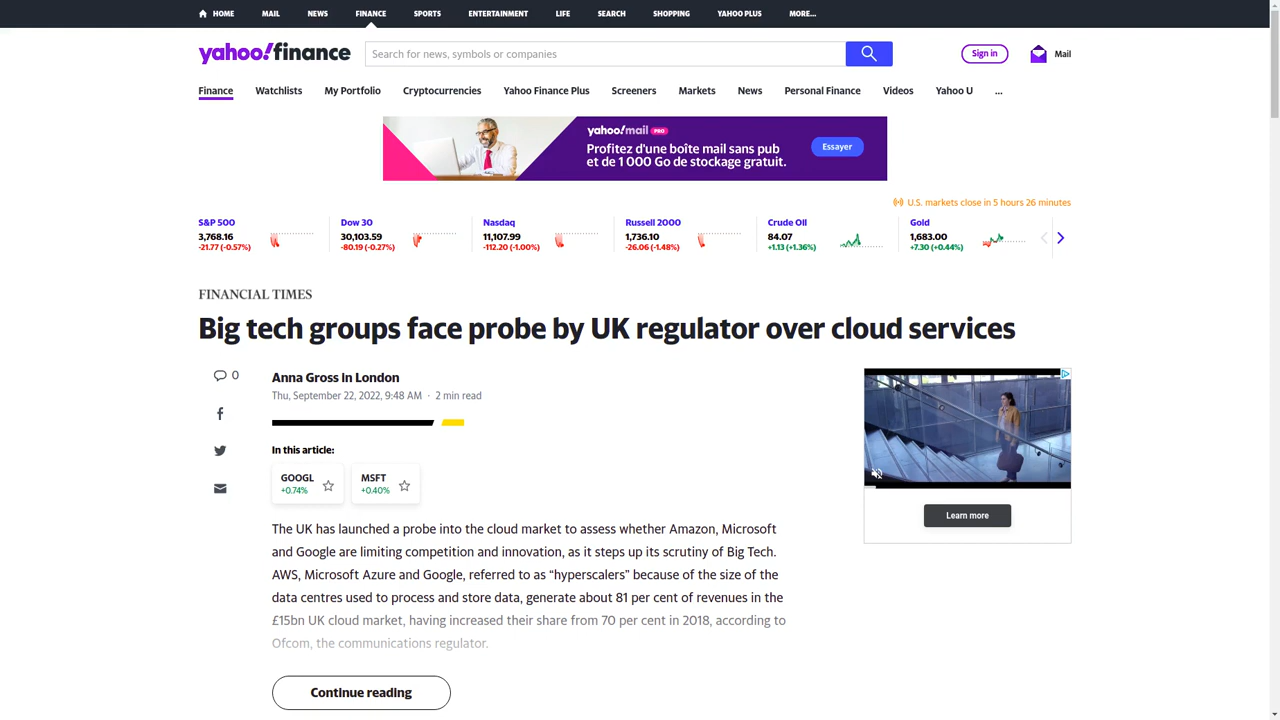 HOME MAIL NEWS FINANCE SPORTS ENTERTAINMENT LIFE SEARCH SHOPPING YAHOO PLUS MORE...
yahoo!finance Search for news, symbols or companies Sign in Mail
Finance Watchlists My Portfolio Cryptocurrencies Yahoo Finance Plus Screeners Markets News Personal Finance Videos Yahoo U ...
yahoo!mail PRO
Profitez d'une boîte mail sans pub
et de 1 000 Go de stockage gratuit.
Essayer
U.S. markets close in 5 hours 26 minutes
S&P 500 Dow 30 Nasdaq Russell 2000 Crude Oil Gold
3,768.16 30,103.59 11,107.99 1,736.10 84.07 1,683.00
-21.77 (-0.57%) -80.19 (-0.27%) -112.20 (-1.00%) -26.06 (-1.48%) +1.13 (+1.36%) +7.30 (+0.44%)
FINANCIAL TIMES
Big tech groups face probe by UK regulator over cloud services
0
Anna Gross in London
Thu, September 22, 2022, 9:48 AM · 2 min read
In this article:
GOOGL MSFT
+0.74% +0.40%
Learn more
The UK has launched a probe into the cloud market to assess whether Amazon, Microsoft
and Google are limiting competition and innovation, as it steps up its scrutiny of Big Tech.
AWS, Microsoft Azure and Google, referred to as “hyperscalers” because of the size of the
data centres used to process and store data, generate about 81 per cent of revenues in the
£15bn UK cloud market, having increased their share from 70 per cent in 2018, according to
Ofcom, the communications regulator.
Continue reading